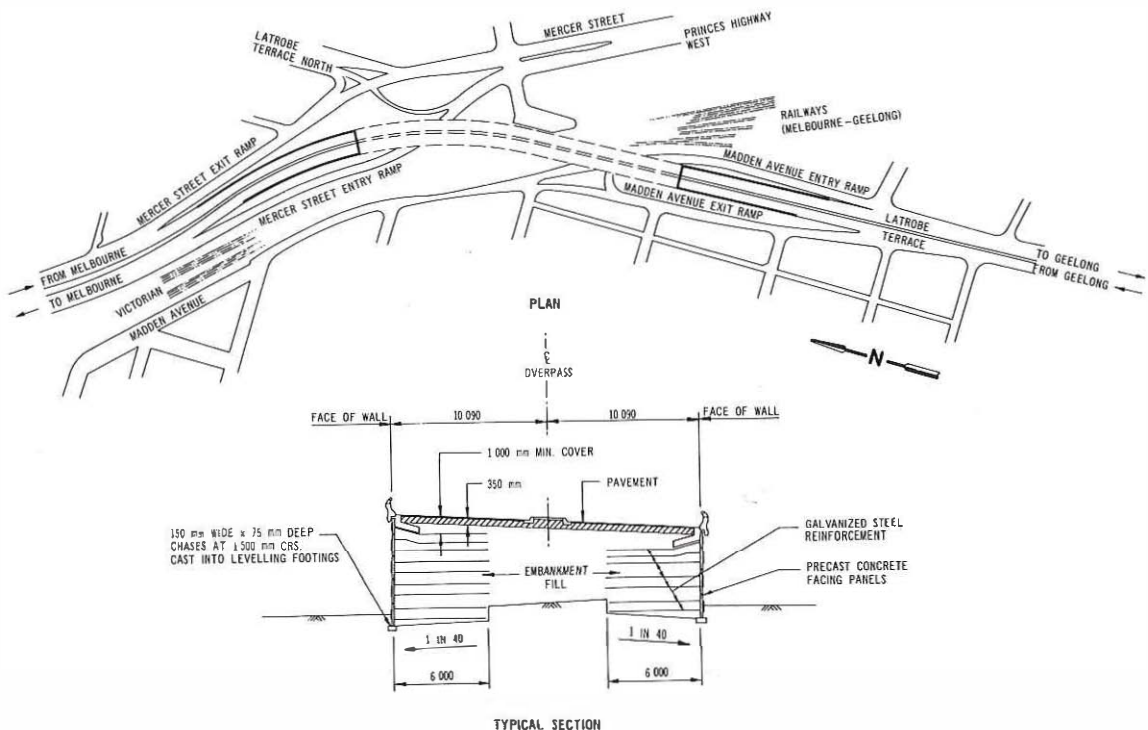 MERCER STREET
LATROBE
TERRACE NORTH
PRINCES HIGHWAY
WEST
RAILWAYS
(MELBOURNE-GEELONG)
MERCER STREET EXIT RAMP
MERCER STREET ENTRY RAMP
MADDEN AVENUE ENTRY RAMP
MADDEN AVENUE EXIT RAMP
LATROBE
TERRACE
FROM MELBOURNE
TO MELBOURNE
VICTORIAN
MADDEN AVENUE
TO GEELONG
FROM GEELONG
PLAN
N
℄
OVERPASS
FACE OF WALL
10 090
10 090
FACE OF WALL
1 000 mm MIN. COVER
350 mm
PAVEMENT
150 mm WIDE x 75 mm DEEP
CHASES AT 1 500 mm CRS.
CAST INTO LEVELLING FOOTINGS
GALVANIZED STEEL
REINFORCEMENT
EMBANKMENT
FILL
PRECAST CONCRETE
FACING PANELS
1 IN 40
1 IN 40
6 000
6 000
TYPICAL SECTION